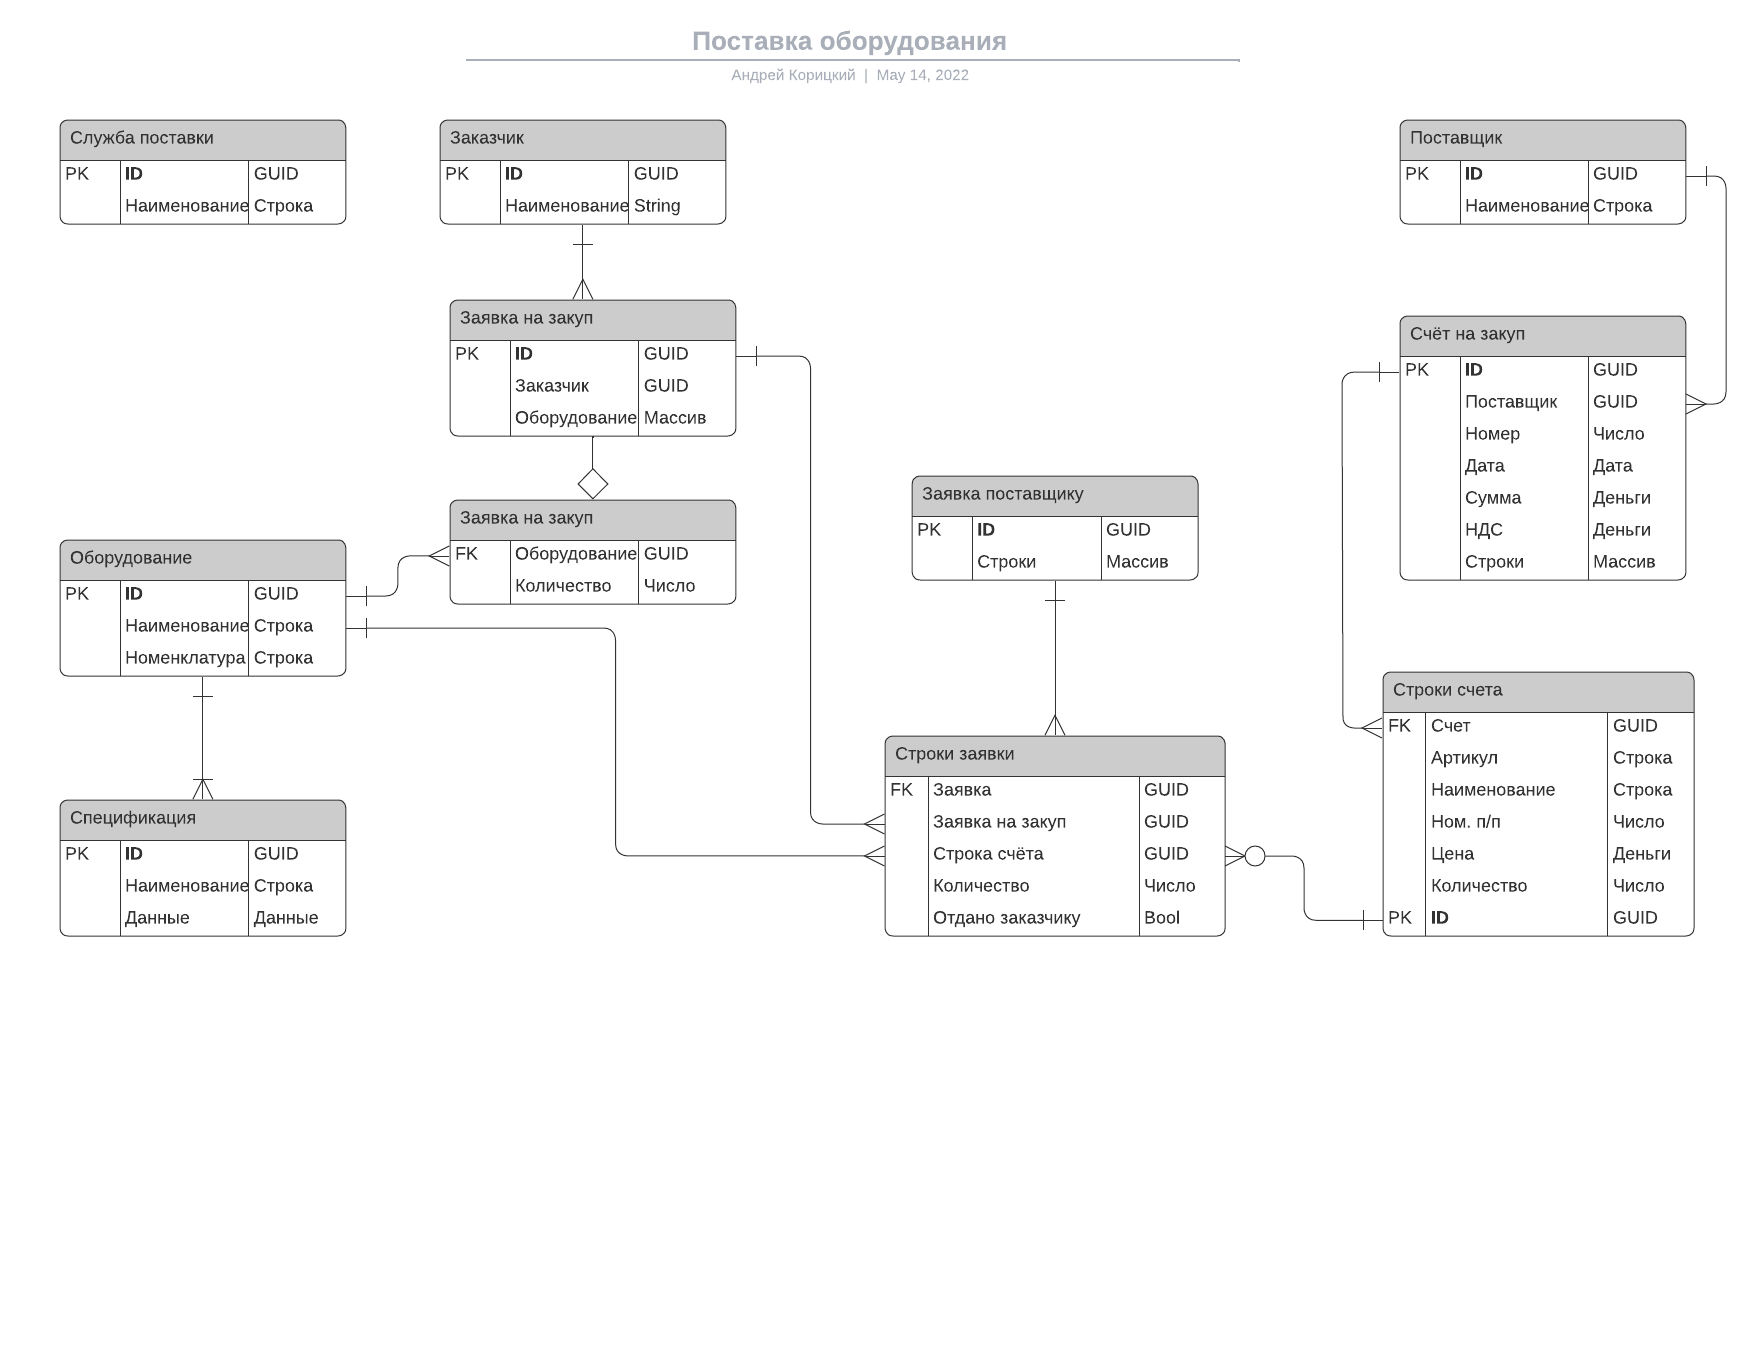 Поставка оборудования
Андрей Корицкий | May 14, 2022
Служба поставки
PK ID GUID
Наименование Строка
Заказчик
PK ID GUID
Наименование String
Поставщик
PK ID GUID
Наименование Строка
Заявка на закуп
PK ID GUID
Заказчик GUID
Оборудование Массив
Счёт на закуп
PK ID GUID
Поставщик GUID
Номер Число
Дата Дата
Сумма Деньги
НДС Деньги
Строки Массив
Заявка поставщику
PK ID GUID
Строки Массив
Заявка на закуп
FK Оборудование GUID
Количество Число
Оборудование
PK ID GUID
Наименование Строка
Номенклатура Строка
Строки счета
FK Счет GUID
Артикул Строка
Наименование Строка
Ном. п/п Число
Цена Деньги
Количество Число
PK ID GUID
Строки заявки
FK Заявка GUID
Заявка на закуп GUID
Строка счёта GUID
Количество Число
Отдано заказчику Bool
Спецификация
PK ID GUID
Наименование Строка
Данные Данные